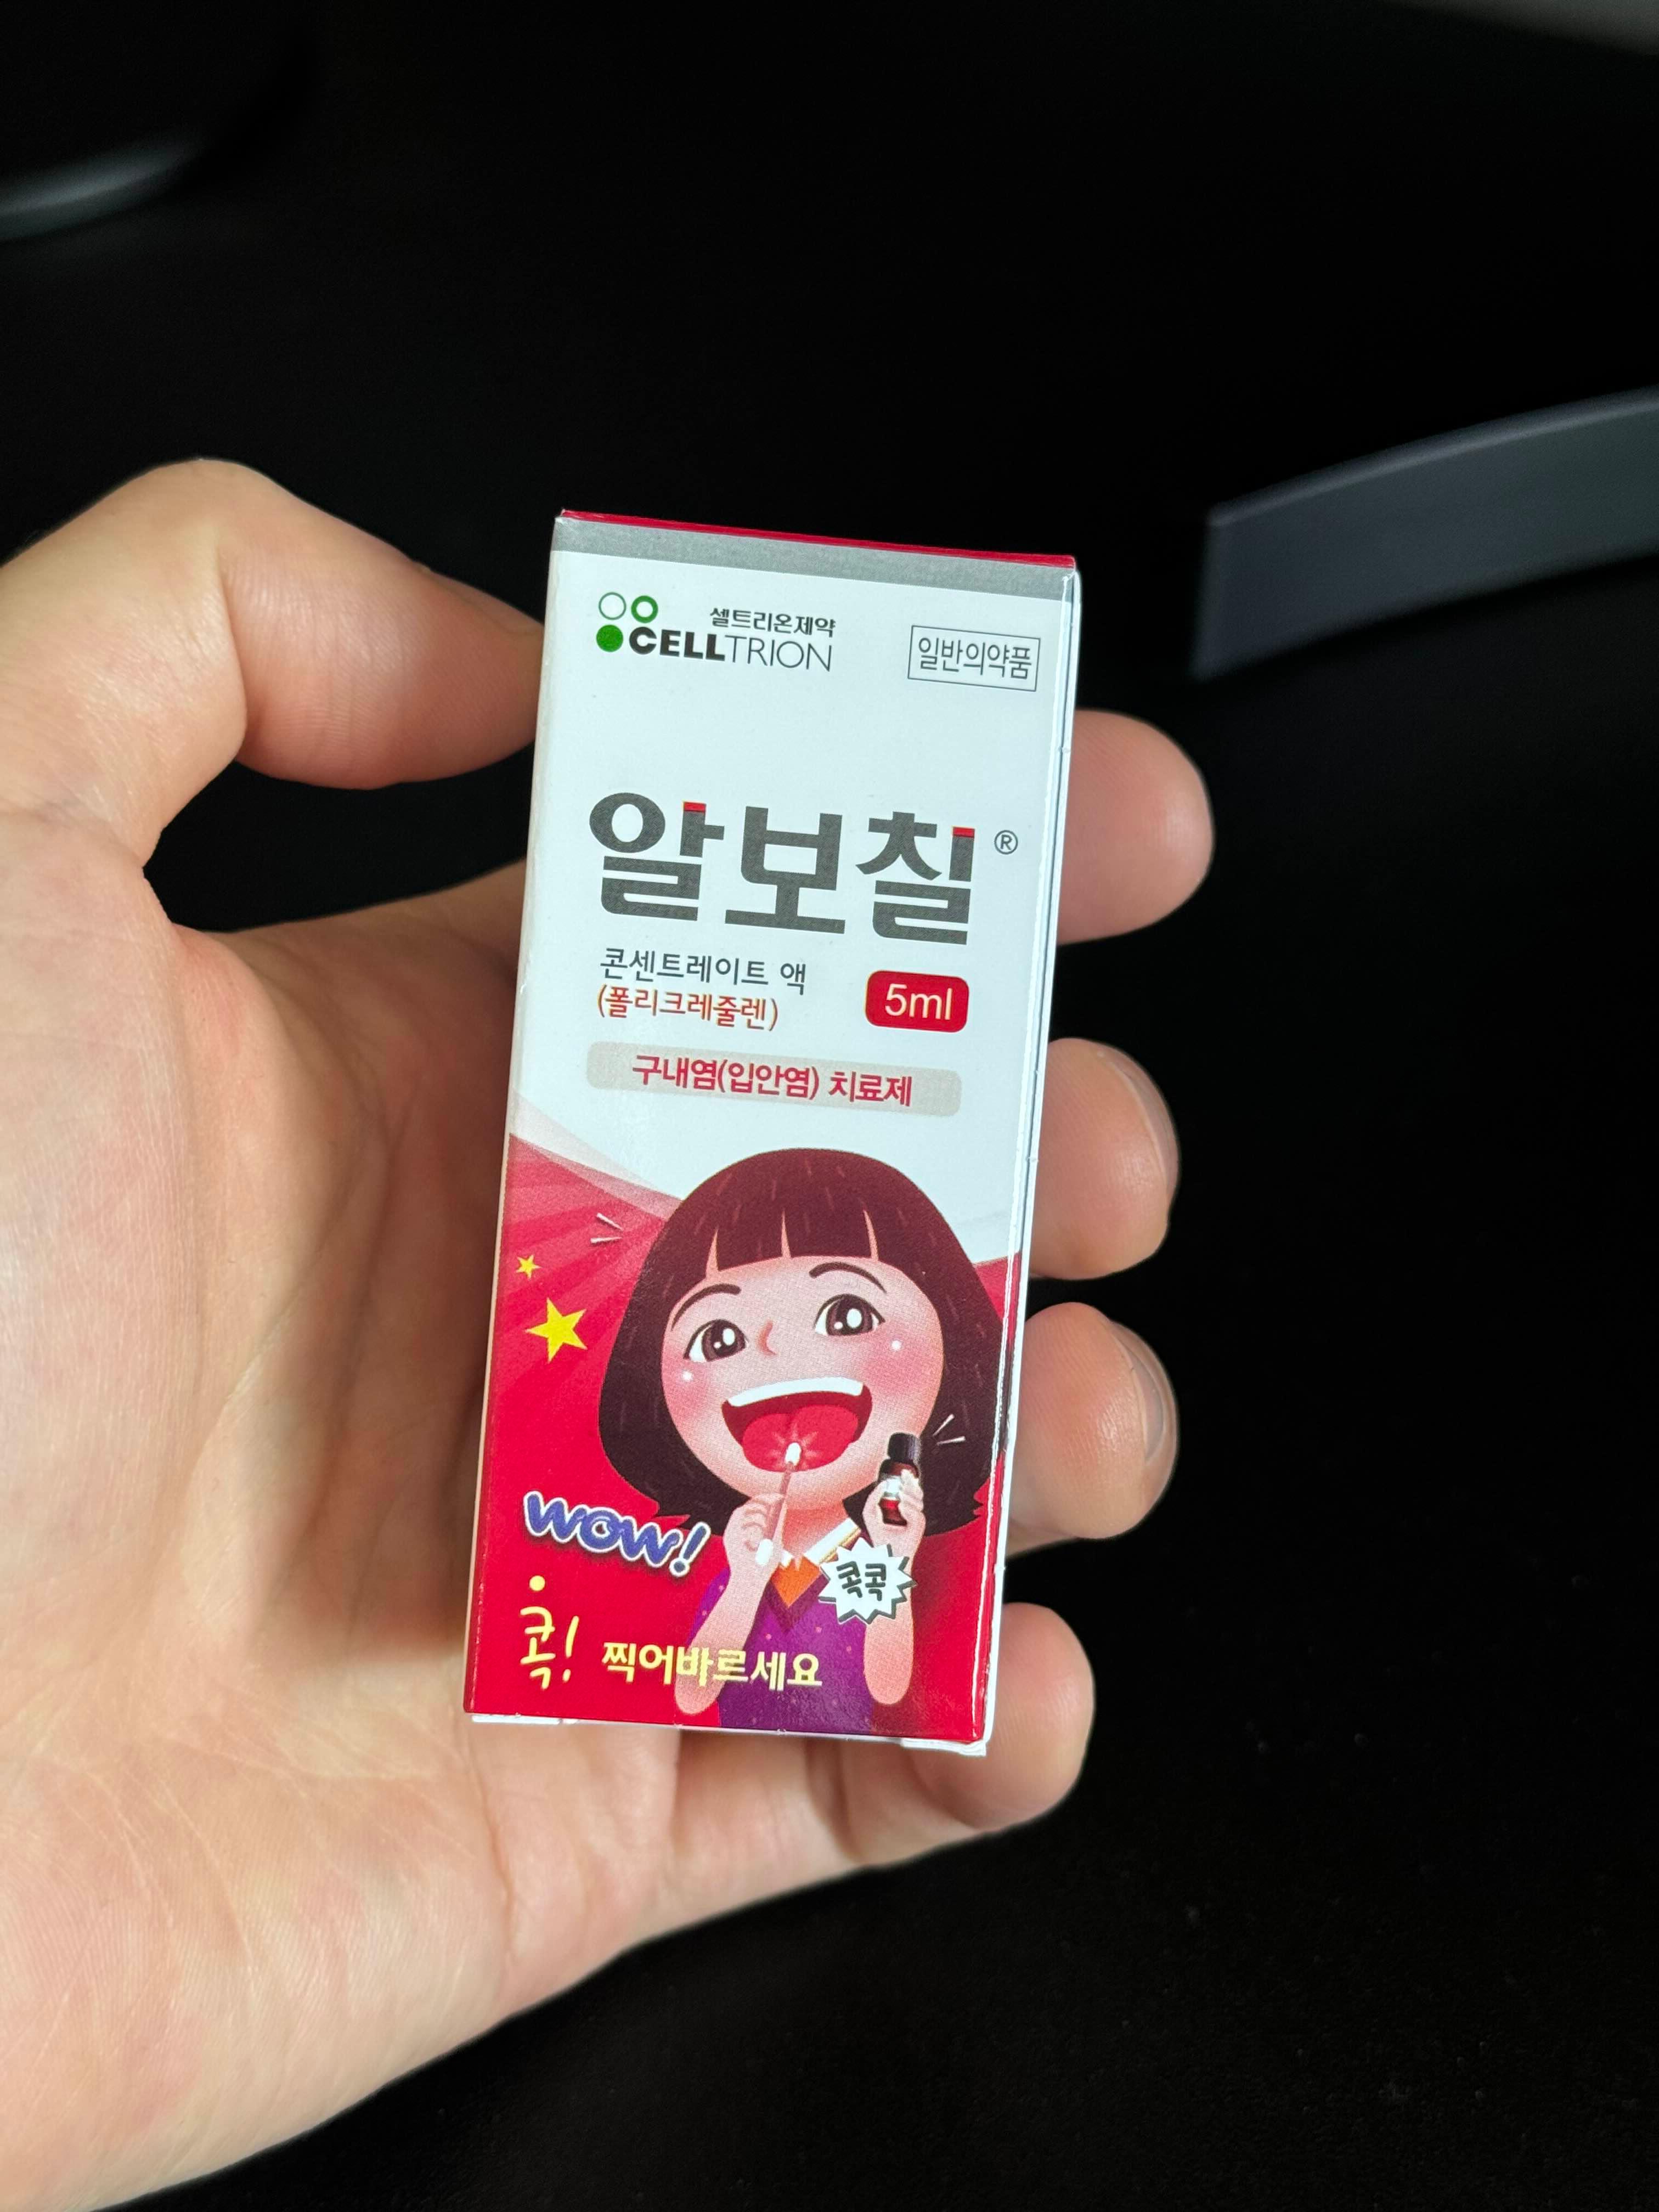 셀트리온제약
CELLTRION
일반의약품
알보칠®
콘센트레이트 액
(폴리크레줄렌)
5ml
구내염(입안염) 치료제
WOW!
콕콕
콕! 찍어바르세요